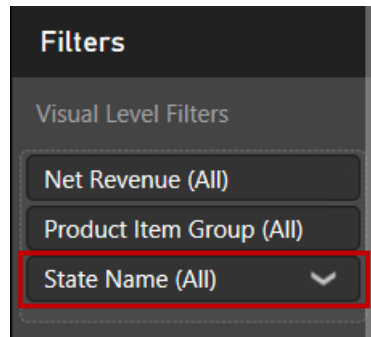 Filters
Visual Level Filters
Net Revenue (All)
Product Item Group (All)
State Name (All)